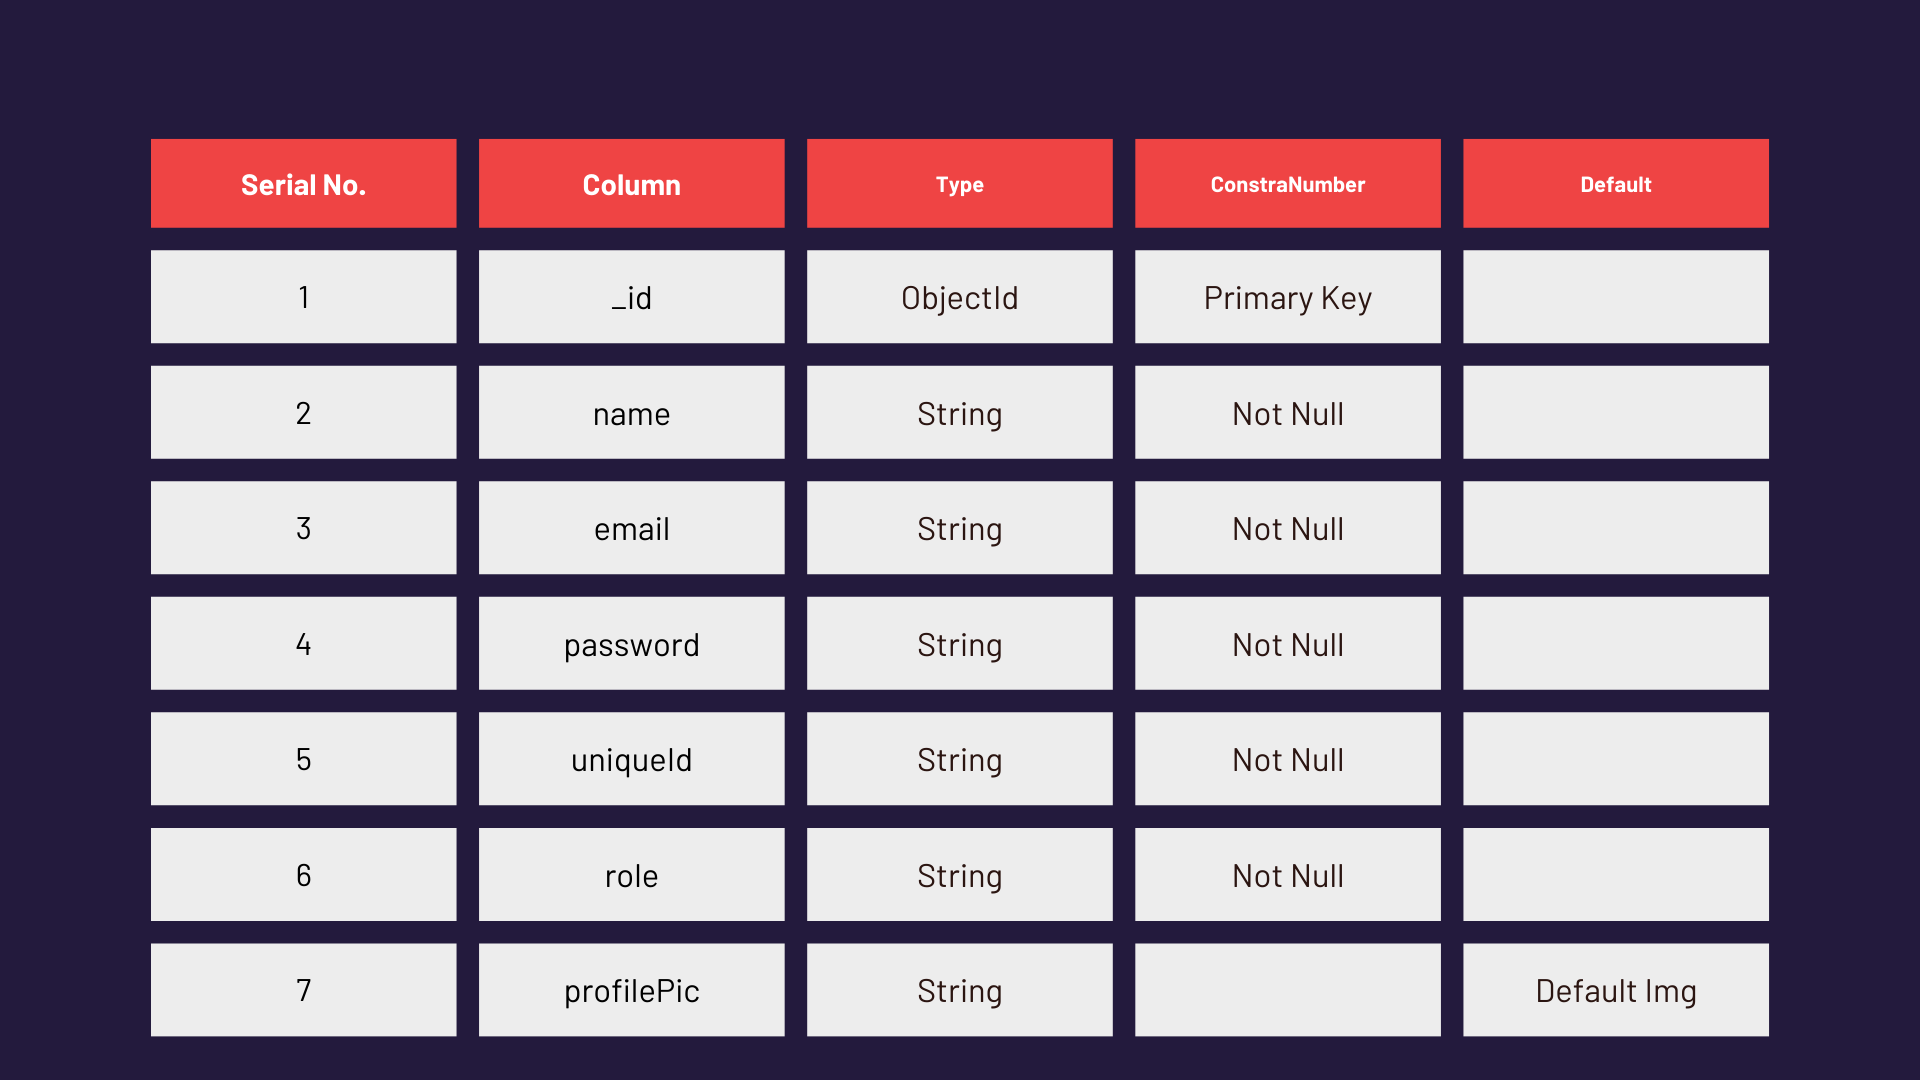 Serial No. Column Type ConstraNumber Default
1 _id ObjectId Primary Key
2 name String Not Null
3 email String Not Null
4 password String Not Null
5 uniqueId String Not Null
6 role String Not Null
7 profilePic String Default Img